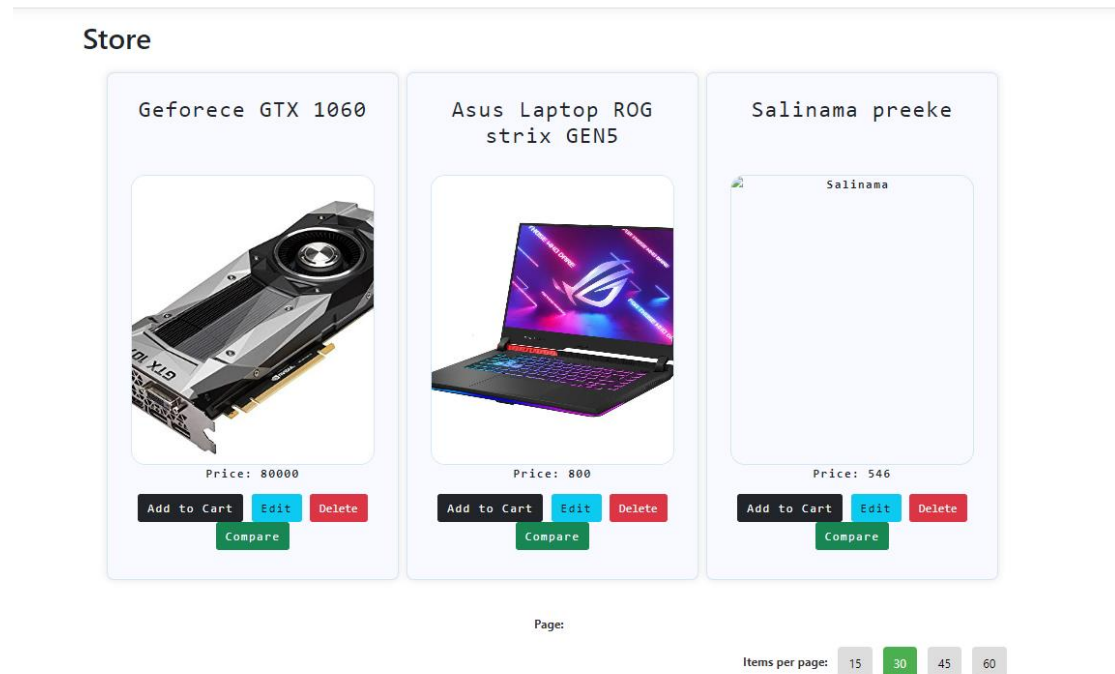 Store
Geforece GTX 1060
Asus Laptop ROG
strix GEN5
Salinama preeke
Salinama
GTX 107
Price: 80000
Price: 800
Price: 546
Add to Cart Edit Delete
Compare
Add to Cart Edit Delete
Compare
Add to Cart Edit Delete
Compare
Page:
Items per page: 15 30 45 60